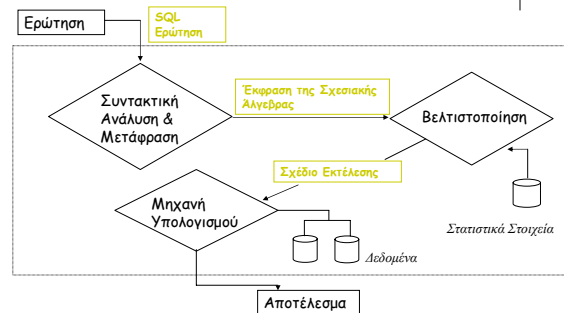 Ερώτηση
SQL
Ερώτηση
Συντακτική
Ανάλυση &
Μετάφραση
Έκφραση της Σχεσιακής
Άλγεβρας
Βελτιστοποίηση
Σχέδιο Εκτέλεσης
Μηχανή
Υπολογισμού
Στατιστικά Στοιχεία
Δεδομένα
Αποτέλεσμα